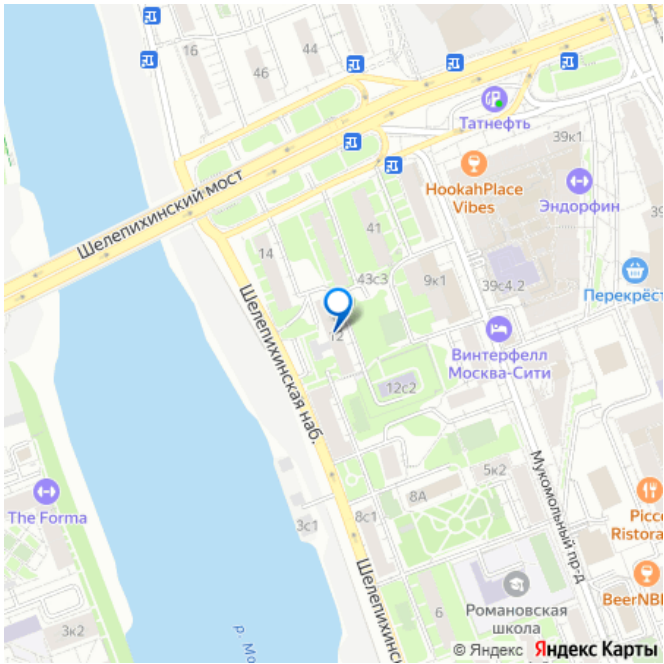 16
46
44
Татнефть
39к1
HookahPlace
Vibes
Эндорфин
Шелепихинский мост
14
41
43с3
9к1
39с4.2
Перекрёст
12
Винтерфелл
Москва-Сити
12с2
Шелепихинская наб.
The Forma
5к2
8А
8с1
3с1
Мукомольный пр-д
Шелепихинс
Романовская
школа
6
BeerNB
3к2
р. Мо
© Яндекс Яндекс Карты